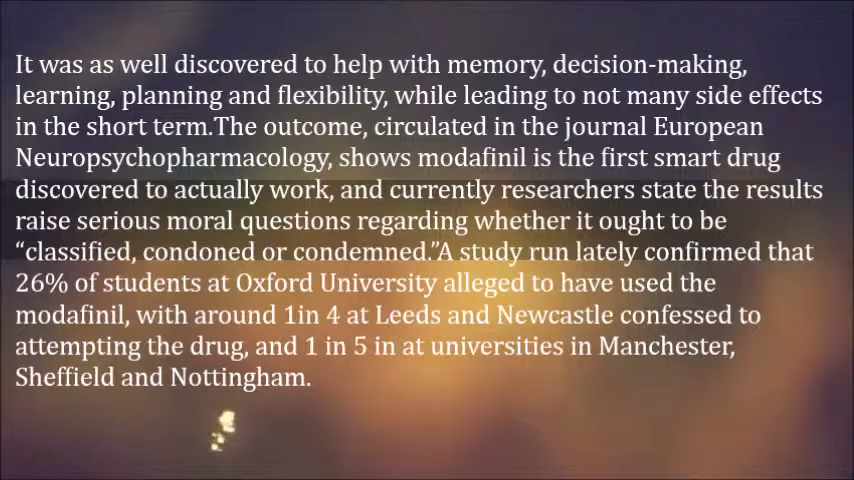 It was as well discovered to help with memory, decision-making,
learning, planning and flexibility, while leading to not many side effects
in the short term.The outcome, circulated in the journal European
Neuropsychopharmacology, shows modafinil is the first smart drug
discovered to actually work, and currently researchers state the results
raise serious moral questions regarding whether it ought to be
“classified, condoned or condemned.”A study run lately confirmed that
26% of students at Oxford University alleged to have used the
modafinil, with around 1in 4 at Leeds and Newcastle confessed to
attempting the drug, and 1 in 5 in at universities in Manchester,
Sheffield and Nottingham.